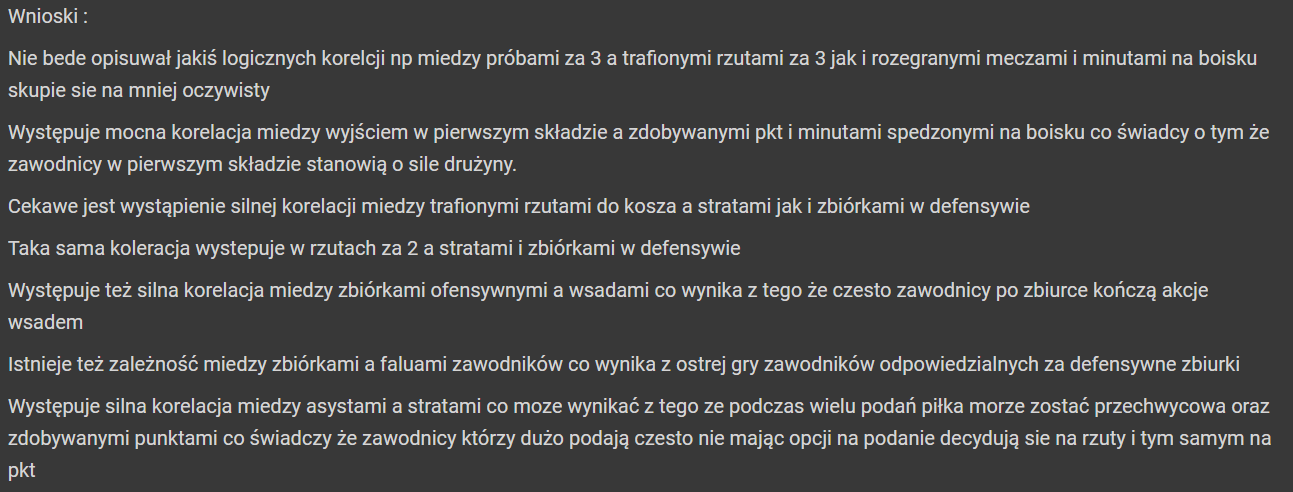 Wnioski :
Nie bede opisuwał jakiś logicznych korelcji np miedzy próbami za 3 a trafionymi rzutami za 3 jak i rozegranymi meczami i minutami na boisku
skupie sie na mniej oczywisty
Występuje mocna korelacja miedzy wyjściem w pierwszym składzie a zdobywanymi pkt i minutami spedzonymi na boisku co świadcy o tym że
zawodnicy w pierwszym składzie stanowią o sile drużyny.
Cekawe jest wystąpienie silnej korelacji miedzy trafionymi rzutami do kosza a stratami jak i zbiórkami w defensywie
Taka sama koleracja wystepuje w rzutach za 2 a stratami i zbiórkami w defensywie
Występuje też silna korelacja miedzy zbiórkami ofensywnymi a wsadami co wynika z tego że czesto zawodnicy po zbiurce kończą akcje
wsadem
Istnieje też zależność miedzy zbiórkami a faluami zawodników co wynika z ostrej gry zawodników odpowiedzialnych za defensywne zbiurki
Występuje silna korelacja miedzy asystami a stratami co moze wynikać z tego ze podczas wielu podań piłka morze zostać przechwycowa oraz
zdobywanymi punktami co świadczy że zawodnicy którzy dużo podają czesto nie mając opcji na podanie decydują sie na rzuty i tym samym na
pkt